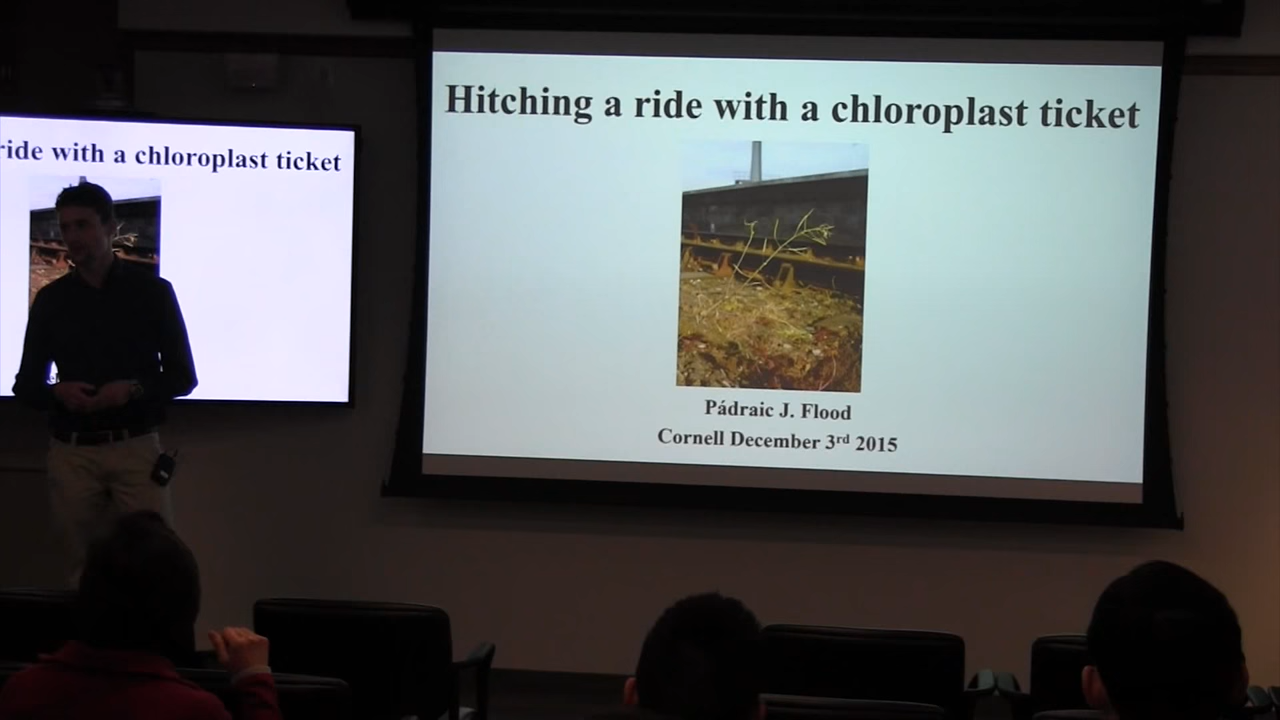 Hitching a ride with a chloroplast ticket
Pádraic J. Flood
Cornell December 3rd 2015
ride with a chloroplast ticket